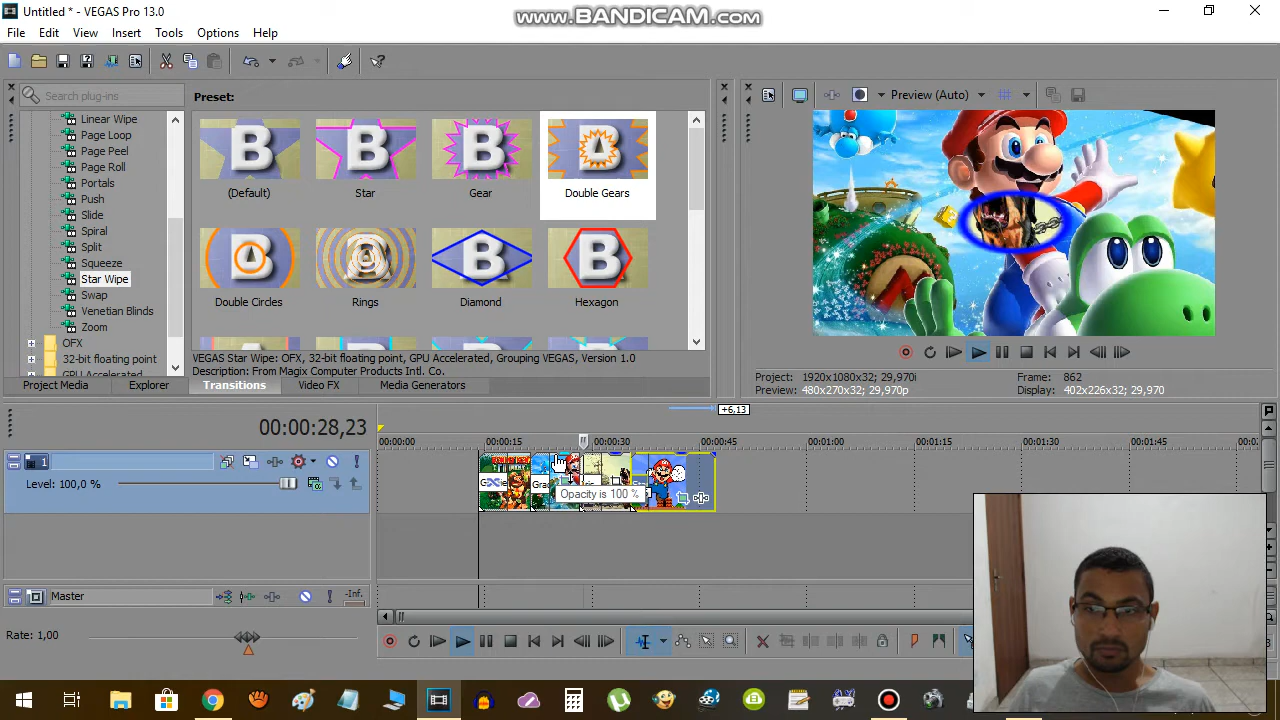 Untitled * - VEGAS Pro 13.0
www.BANDICAM.com
File Edit View Insert Tools Options Help
Search plug-ins
Preset:
Preview (Auto)
Linear Wipe
Page Loop
Page Peel
Page Roll
Portals
Push
Slide
Spiral
Split
Squeeze
Star Wipe
Swap
Venetian Blinds
Zoom
OFX
32-bit floating point
GPU Accelerated
(Default)
Star
Gear
Double Gears
Double Circles
Rings
Diamond
Hexagon
VEGAS Star Wipe: OFX, 32-bit floating point, GPU Accelerated, Grouping VEGAS, Version 1.0
Description: From Magix Computer Products Intl. Co.
Project Media Explorer Transitions Video FX Media Generators
Project: 1920x1080x32; 29,970i
Frame: 862
Preview: 480x270x32; 29,970p
Display: 402x226x32; 29,970
+6.13
00:00:28,23
00:00:00 00:00:15 00:00:30 00:00:45 00:01:00 00:01:15 00:01:30 00:01:45
1
Level: 100,0 %
Opacity is 100 %
Master
-Inf.
Rate: 1,00